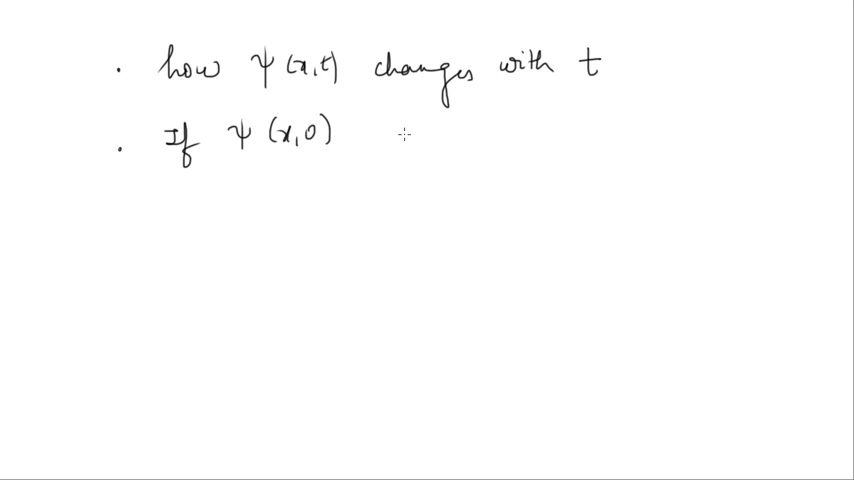 . how ψ(x,t) changes with t
. If ψ(x,0)